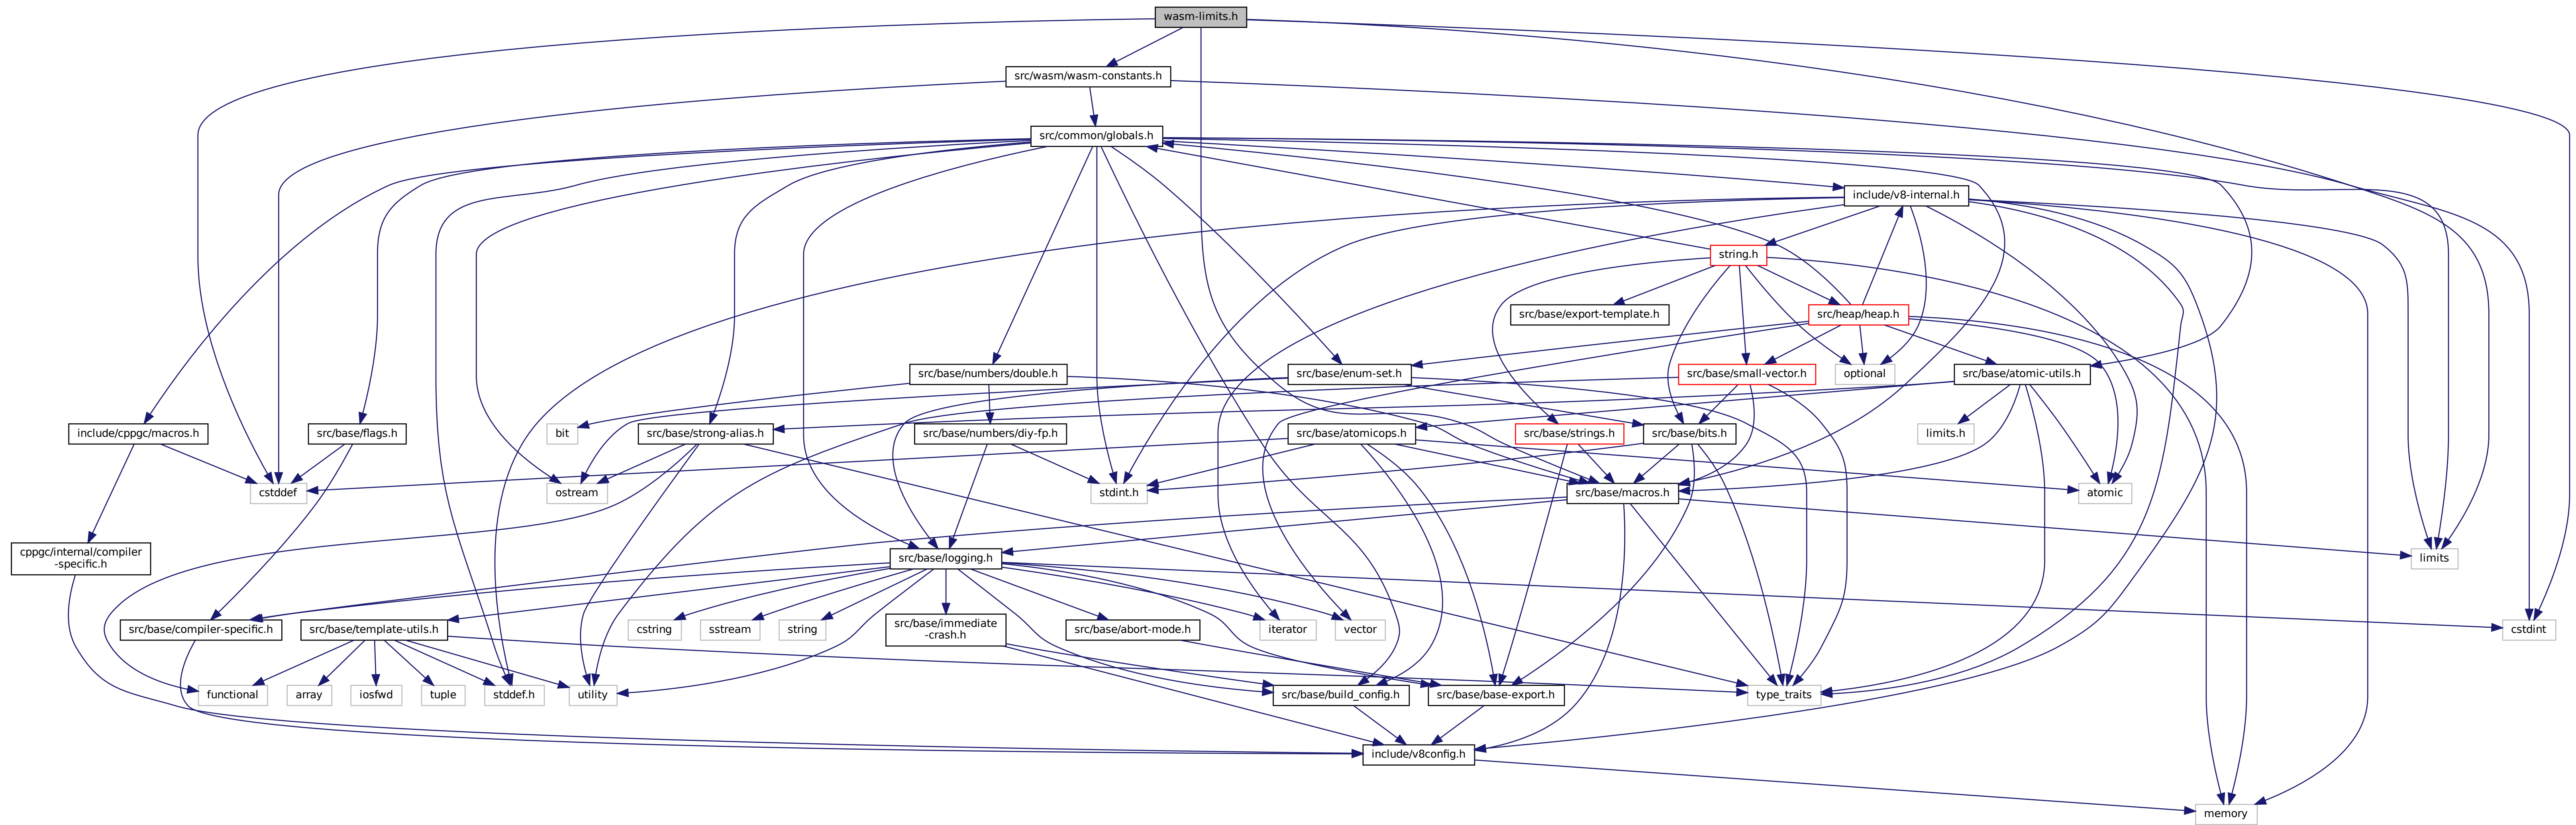 wasm-limits.h
src/wasm/wasm-constants.h
src/common/globals.h
include/v8-internal.h
string.h
src/base/export-template.h
src/heap/heap.h
src/base/numbers/double.h
src/base/enum-set.h
src/base/small-vector.h
optional
src/base/atomic-utils.h
include/cppgc/macros.h
src/base/flags.h
bit
src/base/strong-alias.h
src/base/numbers/diy-fp.h
src/base/atomicops.h
src/base/strings.h
src/base/bits.h
limits.h
cstddef
ostream
stdint.h
src/base/macros.h
atomic
cppgc/internal/compiler
-specific.h
src/base/logging.h
limits
src/base/compiler-specific.h
src/base/template-utils.h
cstring
sstream
string
src/base/immediate
-crash.h
src/base/abort-mode.h
iterator
vector
cstdint
functional
array
iosfwd
tuple
stddef.h
utility
src/base/build_config.h
src/base/base-export.h
type_traits
include/v8config.h
memory